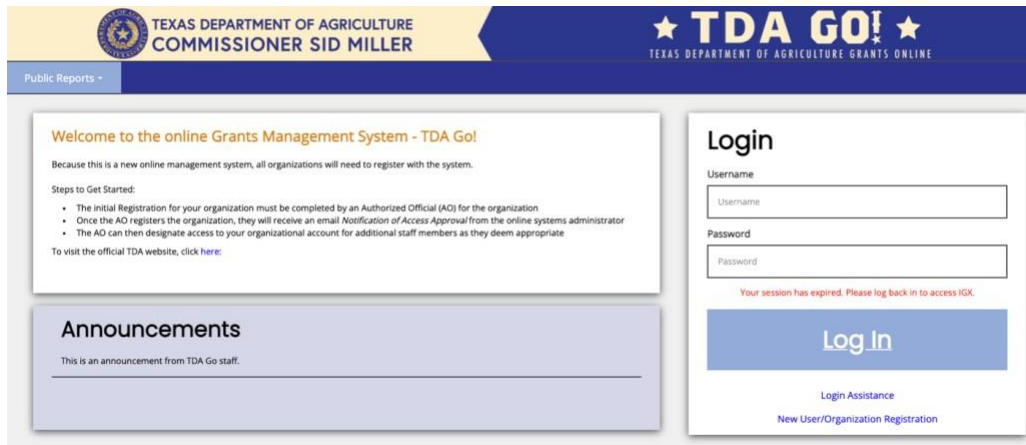 TEXAS DEPARTMENT OF AGRICULTURE
COMMISSIONER SID MILLER
TDA GO!
TEXAS DEPARTMENT OF AGRICULTURE GRANTS ONLINE
Public Reports
Welcome to the online Grants Management System - TDA Go!
Because this is a new online management system, all organizations will need to register with the system.
Steps to Get Started:
• The initial Registration for your organization must be completed by an Authorized Official (AO) for the organization
• Once the AO registers the organization, they will receive an email Notification of Access Approval from the online systems administrator
• The AO can then designate access to your organizational account for additional staff members as they deem appropriate
To visit the official TDA website, click here:
Announcements
This is an announcement from TDA Go staff.
Login
Username
Username
Password
Password
Your session has expired. Please log back in to access IGX.
Log In
Login Assistance
New User/Organization Registration